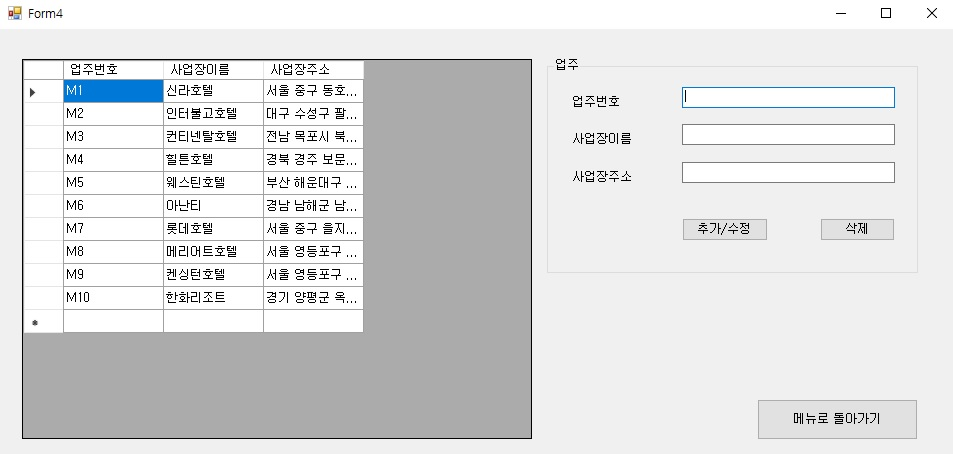 Form4
업주번호 사업장이름 사업장주소
M1 신라호텔 서울 중구 동호...
M2 인터불고호텔 대구 수성구 팔...
M3 컨티넨탈호텔 전남 목포시 북...
M4 힐튼호텔 경북 경주 보문...
M5 웨스틴호텔 부산 해운대구 ...
M6 아난티 경남 남해군 남...
M7 롯데호텔 서울 중구 을지...
M8 메리어트호텔 서울 영등포구 ...
M9 켄싱턴호텔 서울 영등포구 ...
M10 한화리조트 경기 양평군 옥...
업주
업주번호
사업장이름
사업장주소
추가/수정 삭제
메뉴로 돌아가기